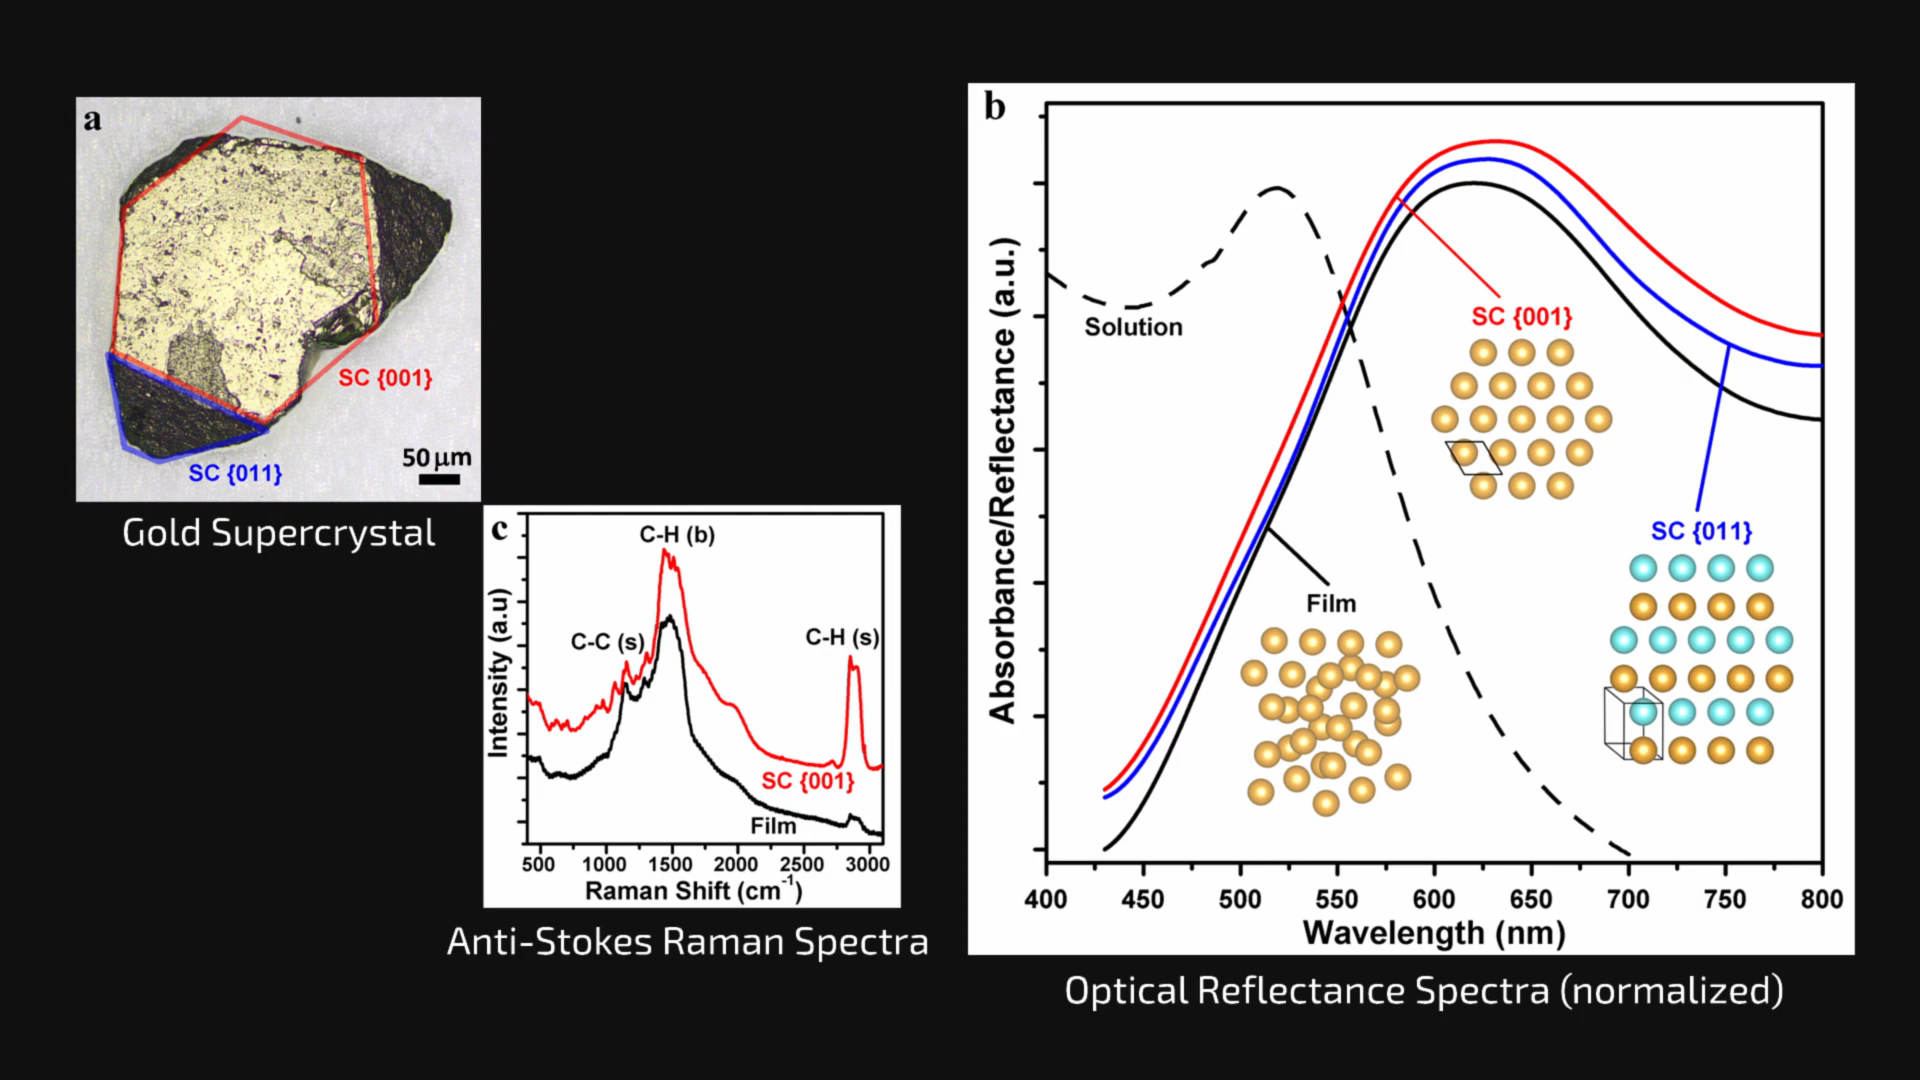 a
SC {001}
50 µm
SC {011}
Gold Supercrystal
c
C-H (b)
C-C (s)
C-H (s)
SC {001}
Film
Intensity (a.u)
500 1000 1500 2000 2500 3000
Raman Shift (cm⁻¹)
Anti-Stokes Raman Spectra
b
Absorbance/Reflectance (a.u.)
Solution
SC {001}
SC {011}
Film
400 450 500 550 600 650 700 750 800
Wavelength (nm)
Optical Reflectance Spectra (normalized)